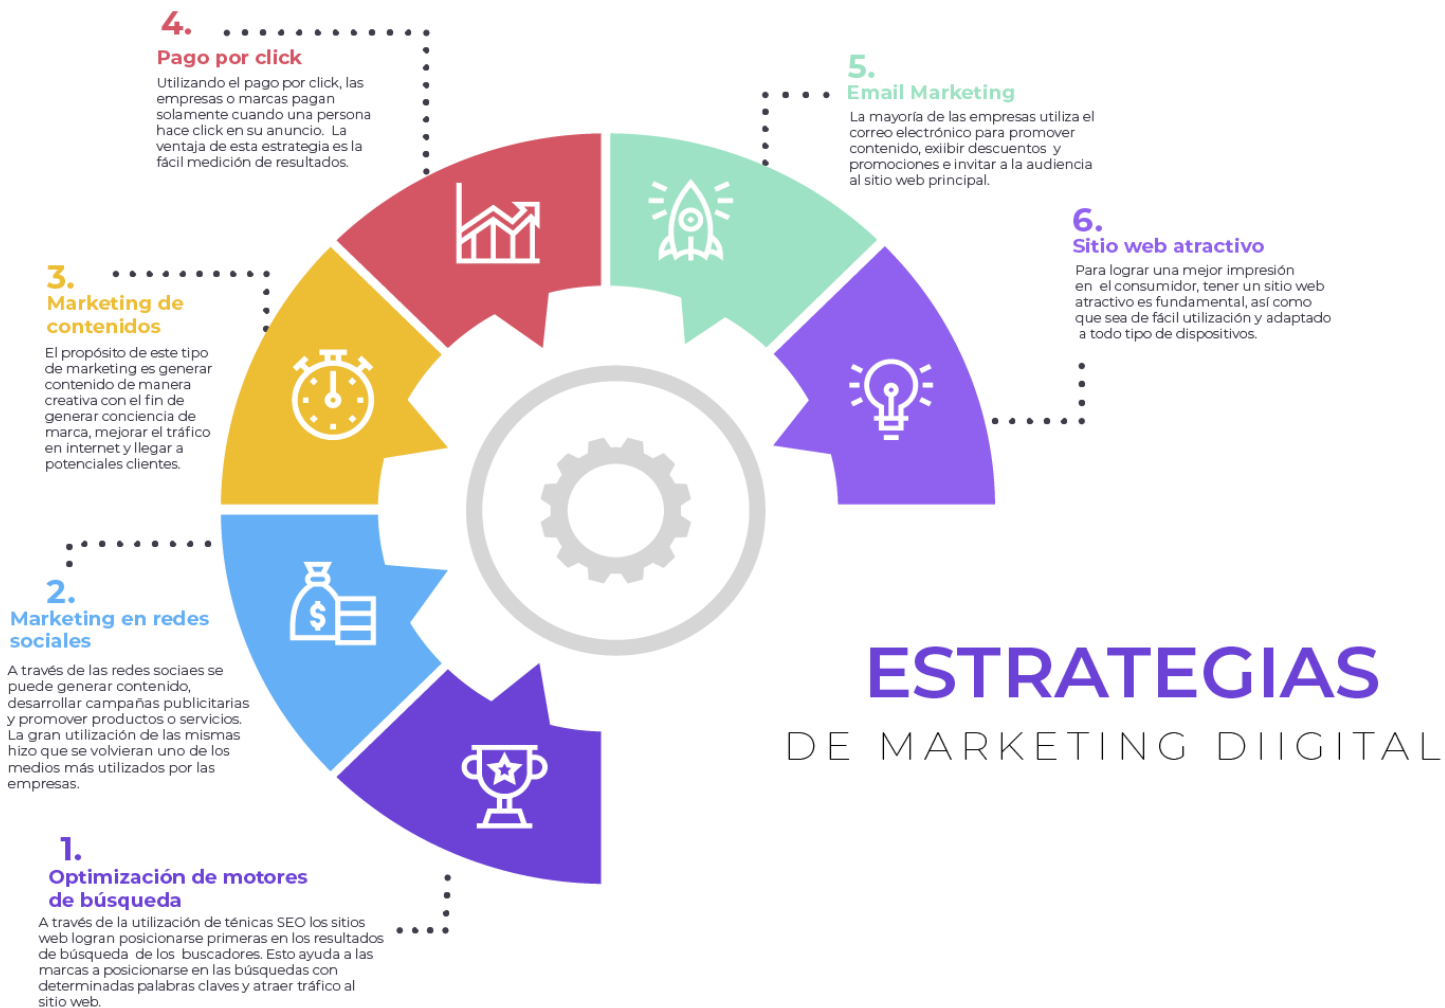 4.
Pago por click
Utilizando el pago por click, las
empresas o marcas pagan
solamente cuando una persona
hace click en su anuncio. La
ventaja de esta estrategia es la
fácil medición de resultados.
5.
Email Marketing
La mayoría de las empresas utiliza el
correo electrónico para promover
contenido, exiibir descuentos y
promociones e invitar a la audiencia
al sitio web principal.
6.
Sitio web atractivo
Para lograr una mejor impresión
en el consumidor, tener un sitio web
atractivo es fundamental, así como
que sea de fácil utilización y adaptado
a todo tipo de dispositivos.
3.
Marketing de
contenidos
El propósito de este tipo
de marketing es generar
contenido de manera
creativa con el fin de
generar conciencia de
marca, mejorar el tráfico
en internet y llegar a
potenciales clientes.
$
2.
Marketing en redes
sociales
A través de las redes sociaes se
puede generar contenido,
desarrollar campañas publicitarias
y promover productos o servicios.
La gran utilización de las mismas
hizo que se volvieran uno de los
medios más utilizados por las
empresas.
ESTRATEGIAS
DE MARKETING DIIGITAL
1.
Optimización de motores
de búsqueda
A través de la utilización de ténicas SEO los sitios
web logran posicionarse primeras en los resultados
de búsqueda de los buscadores. Esto ayuda a las
marcas a posicionarse en las búsquedas con
determinadas palabras claves y atraer tráfico al
sitio web.